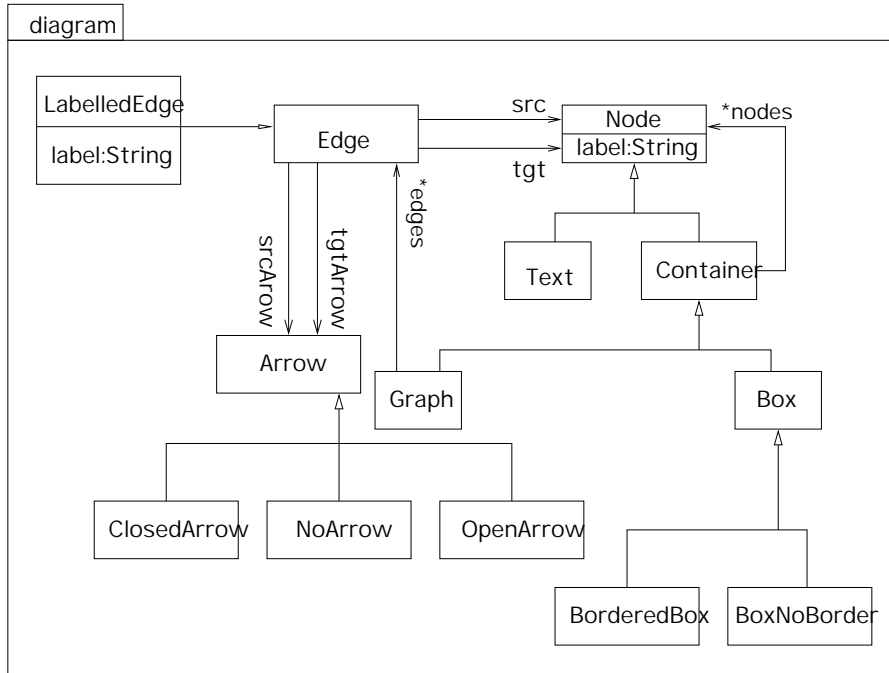 diagram
LabelledEdge
label:String
Edge
src
tgt
Node
label:String
*nodes
srcArow
tgtArrow
*edges
Text
Container
Arrow
Graph
Box
ClosedArrow
NoArrow
OpenArrow
BorderedBox
BoxNoBorder